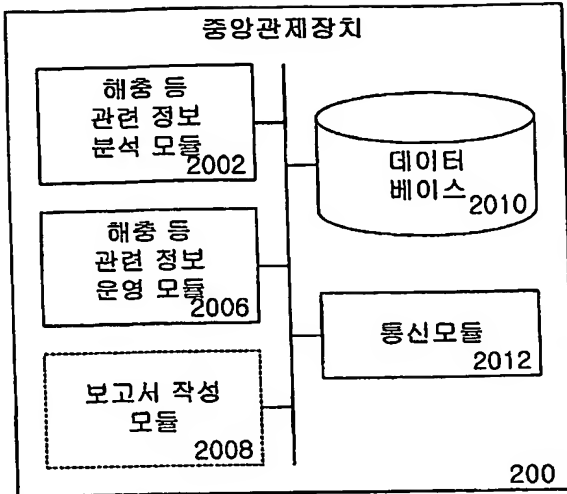 중앙관제장치
해충 등
관련 정보
분석 모듈
2002
데이터
베이스
2010
해충 등
관련 정보
운영 모듈
2006
통신모듈
2012
보고서 작성
모듈
2008
200